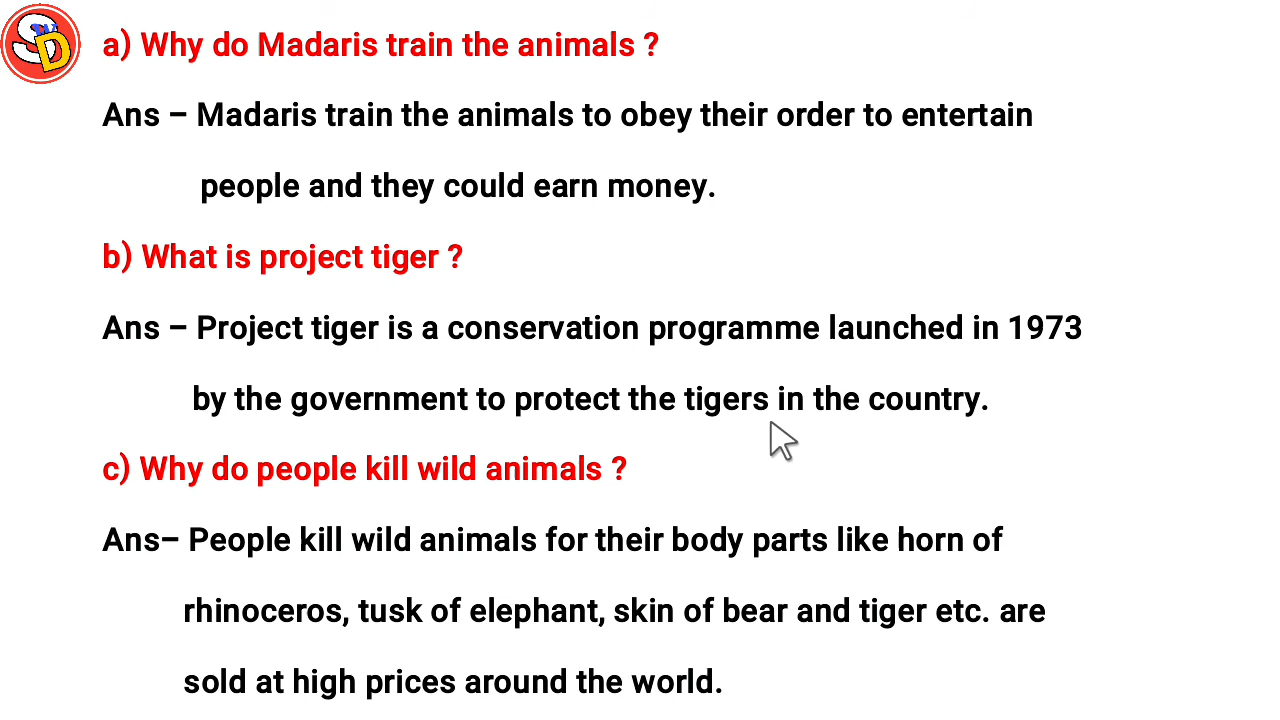 SD
a) Why do Madaris train the animals ?
Ans – Madaris train the animals to obey their order to entertain
people and they could earn money.
b) What is project tiger ?
Ans – Project tiger is a conservation programme launched in 1973
by the government to protect the tigers in the country.
c) Why do people kill wild animals ?
Ans– People kill wild animals for their body parts like horn of
rhinoceros, tusk of elephant, skin of bear and tiger etc. are
sold at high prices around the world.